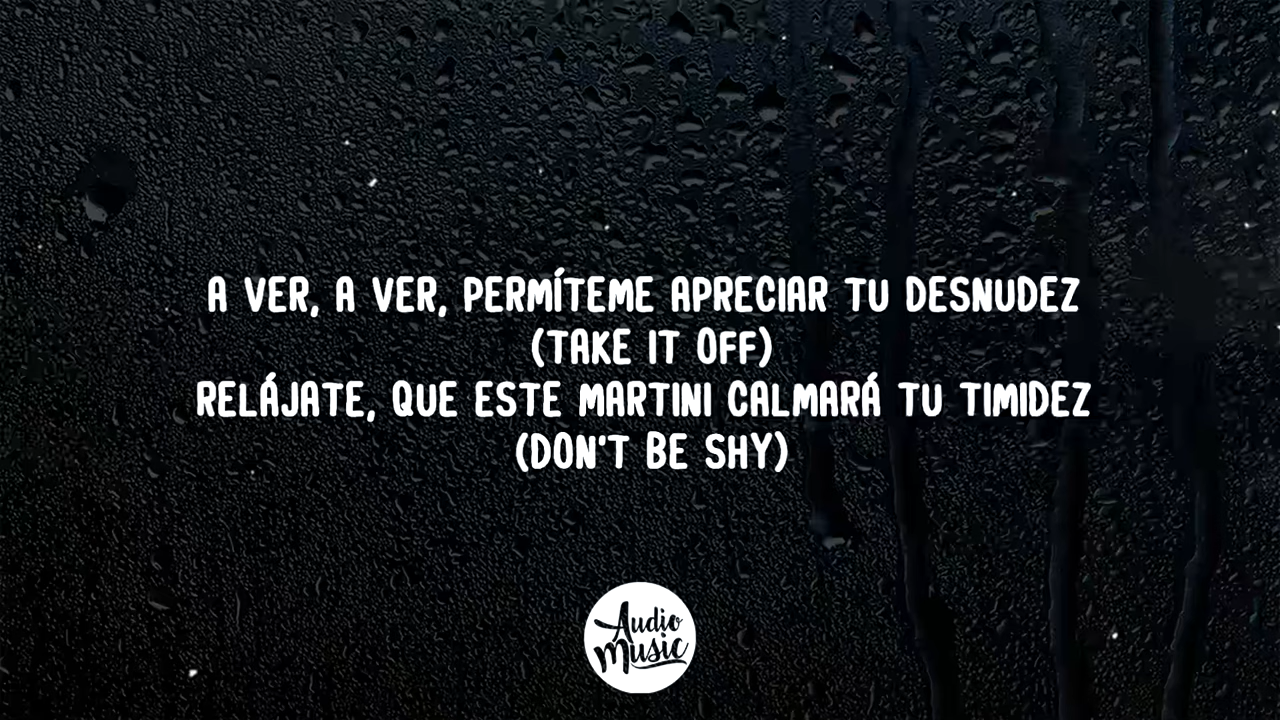 A VER, A VER, PERMÍTEME APRECIAR TU DESNUDEZ
(TAKE IT OFF)
RELÁJATE, QUE ESTE MARTINI CALMARÁ TU TIMIDEZ
(DON'T BE SHY)
Audio
Music